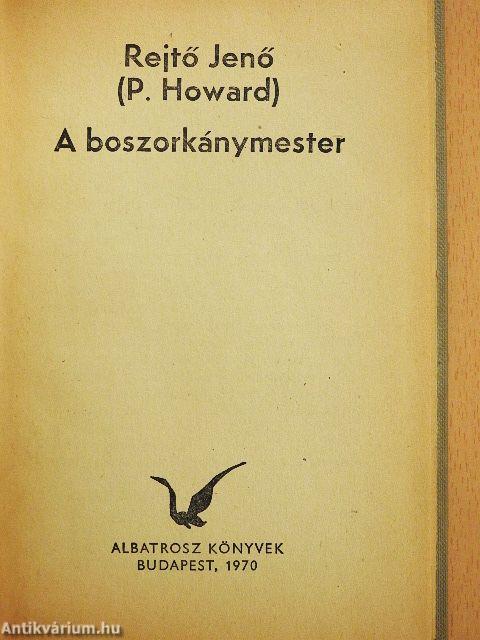 Rejtő Jenő
(P. Howard)
A boszorkánymester
ALBATROSZ KÖNYVEK
BUDAPEST, 1970
Antikvárium.hu